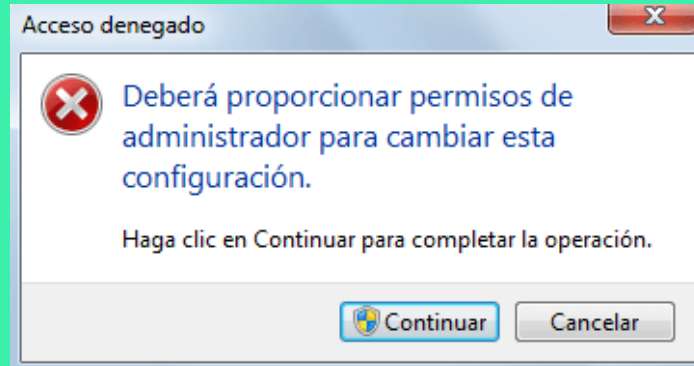 Acceso denegado
Deberá proporcionar permisos de
administrador para cambiar esta
configuración.
Haga clic en Continuar para completar la operación.
Continuar Cancelar